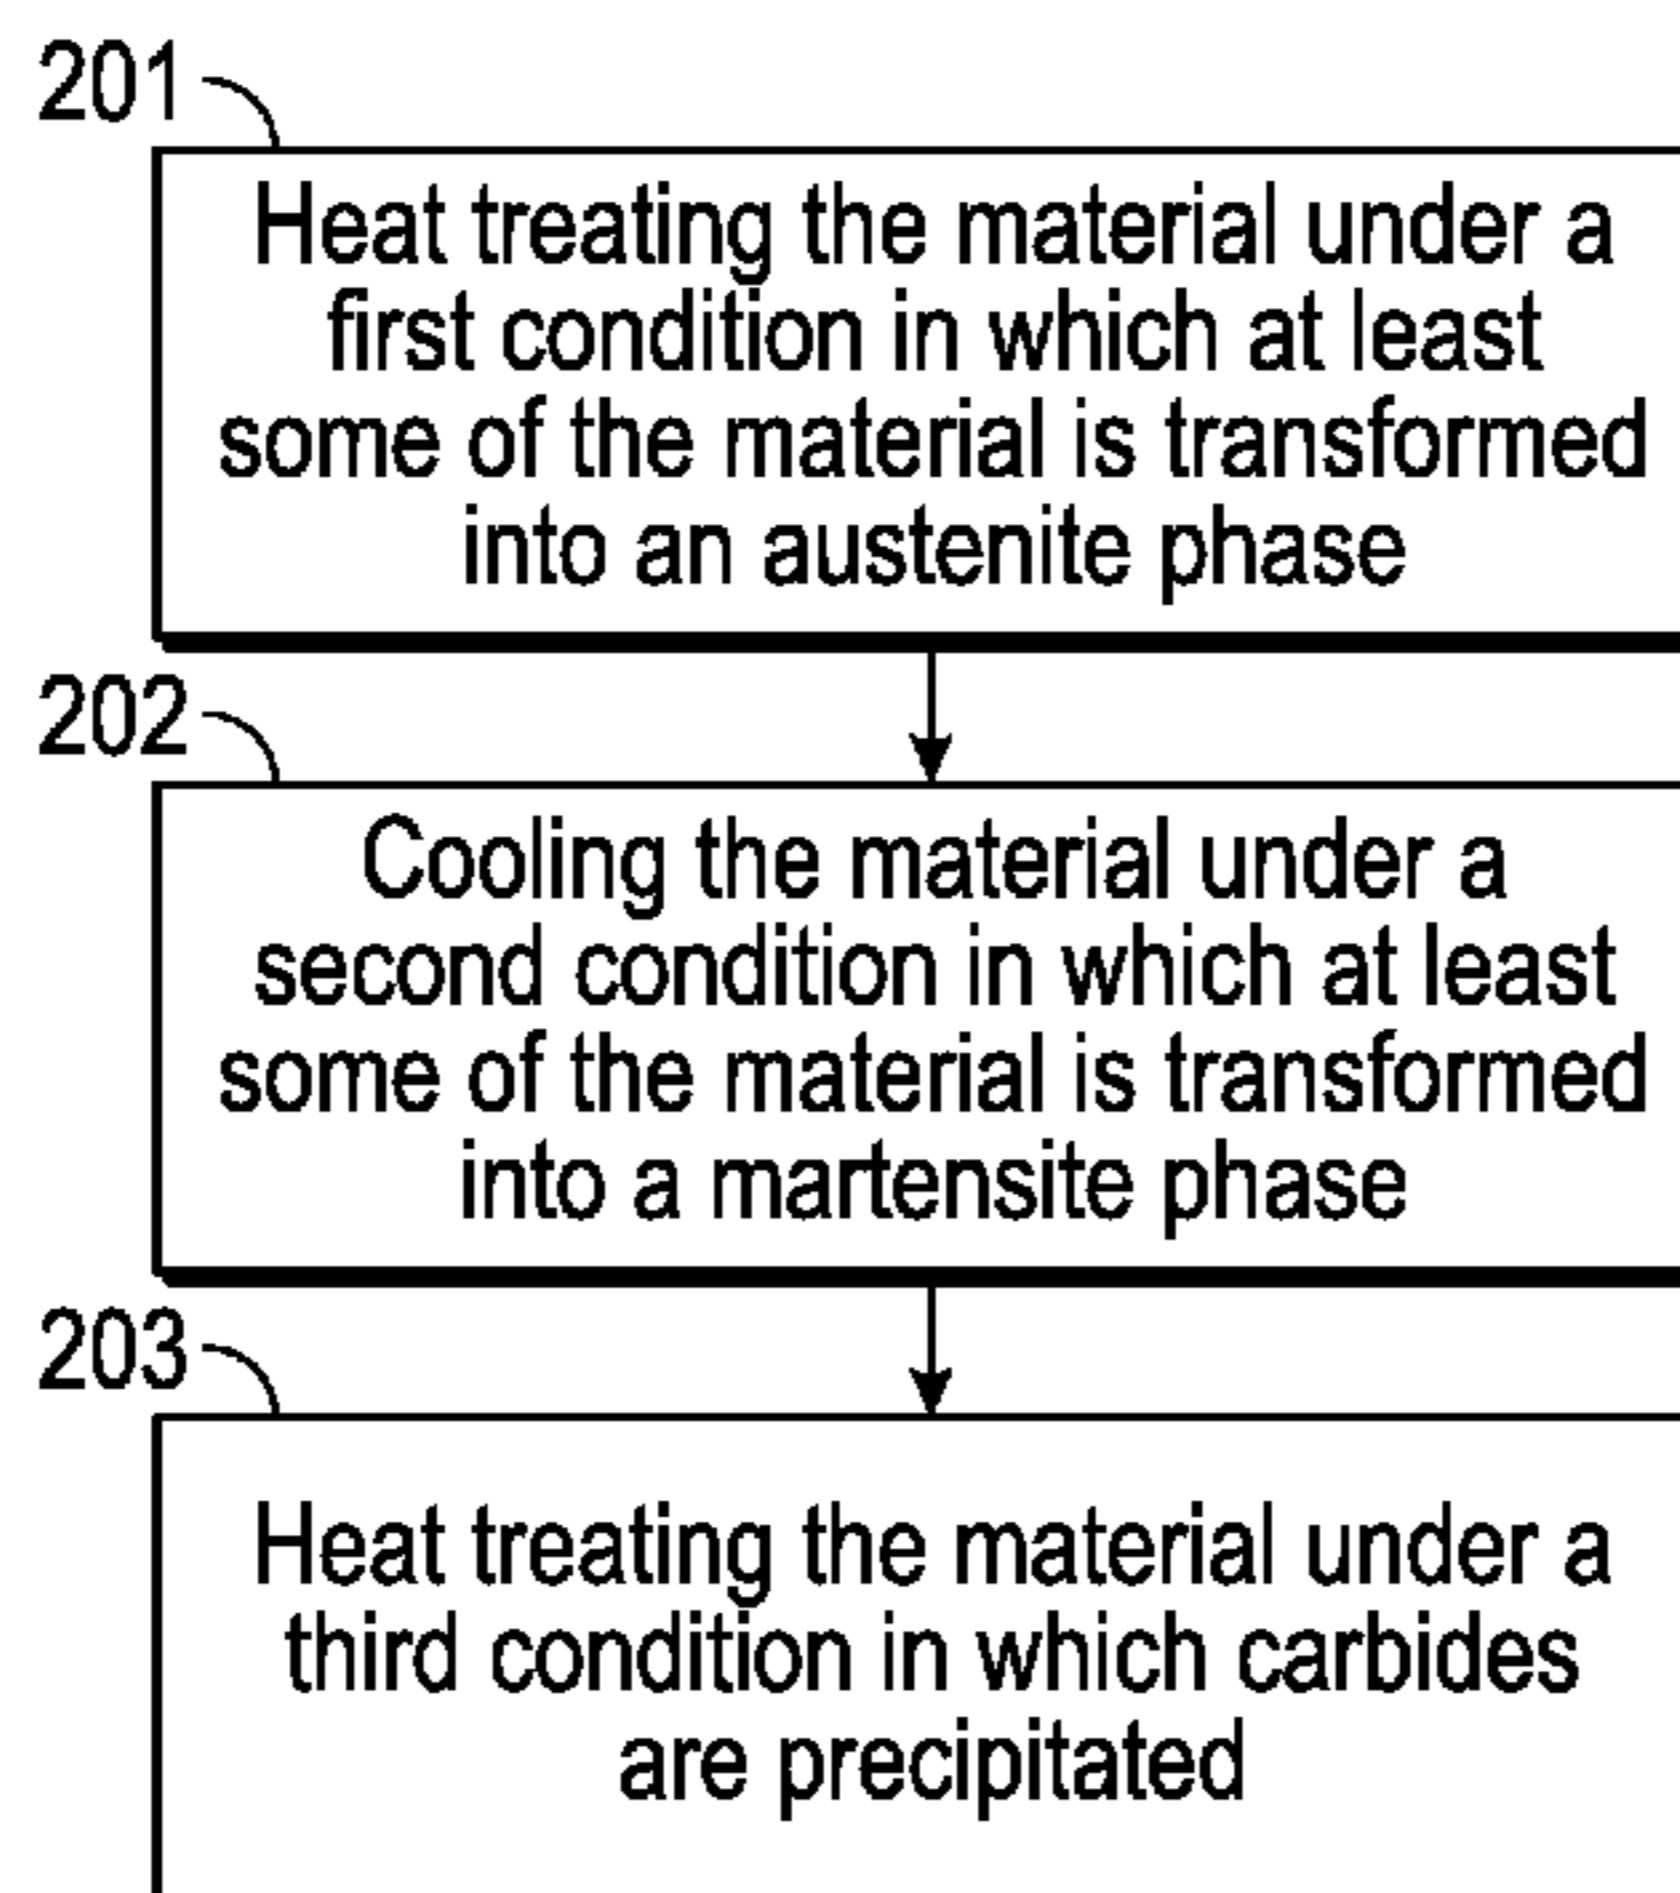 201
Heat treating the material under a
first condition in which at least
some of the material is transformed
into an austenite phase
202
Cooling the material under a
second condition in which at least
some of the material is transformed
into a martensite phase
203
Heat treating the material under a
third condition in which carbides
are precipitated